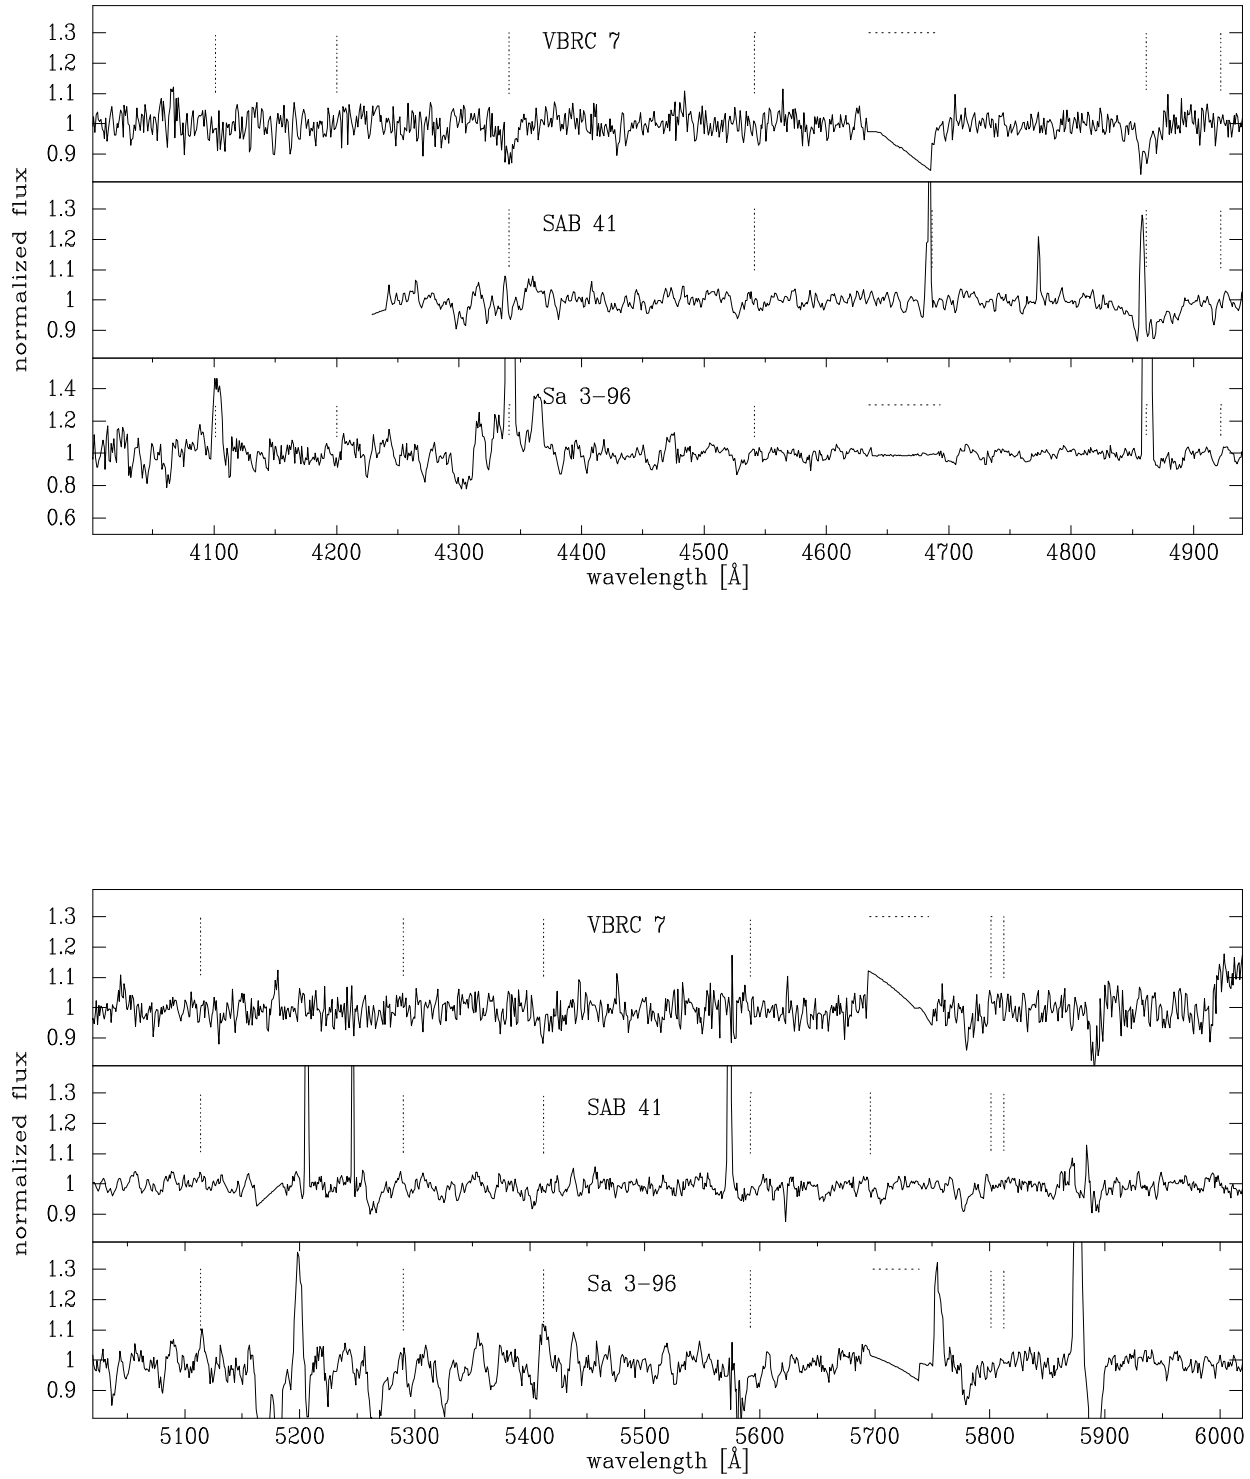 1.3
VBRC 7
1.2
1.1
1
0.9
1.3
SAB 41
1.2
1.1
1
0.9
normalized flux
1.4
Sa 3-96
1.2
1
0.8
0.6
4100 4200 4300 4400 4500 4600 4700 4800 4900
wavelength [Å]
1.3
VBRC 7
1.2
1.1
1
0.9
1.3
SAB 41
1.2
1.1
1
0.9
normalized flux
1.3
Sa 3-96
1.2
1.1
1
0.9
5100 5200 5300 5400 5500 5600 5700 5800 5900 6000
wavelength [Å]